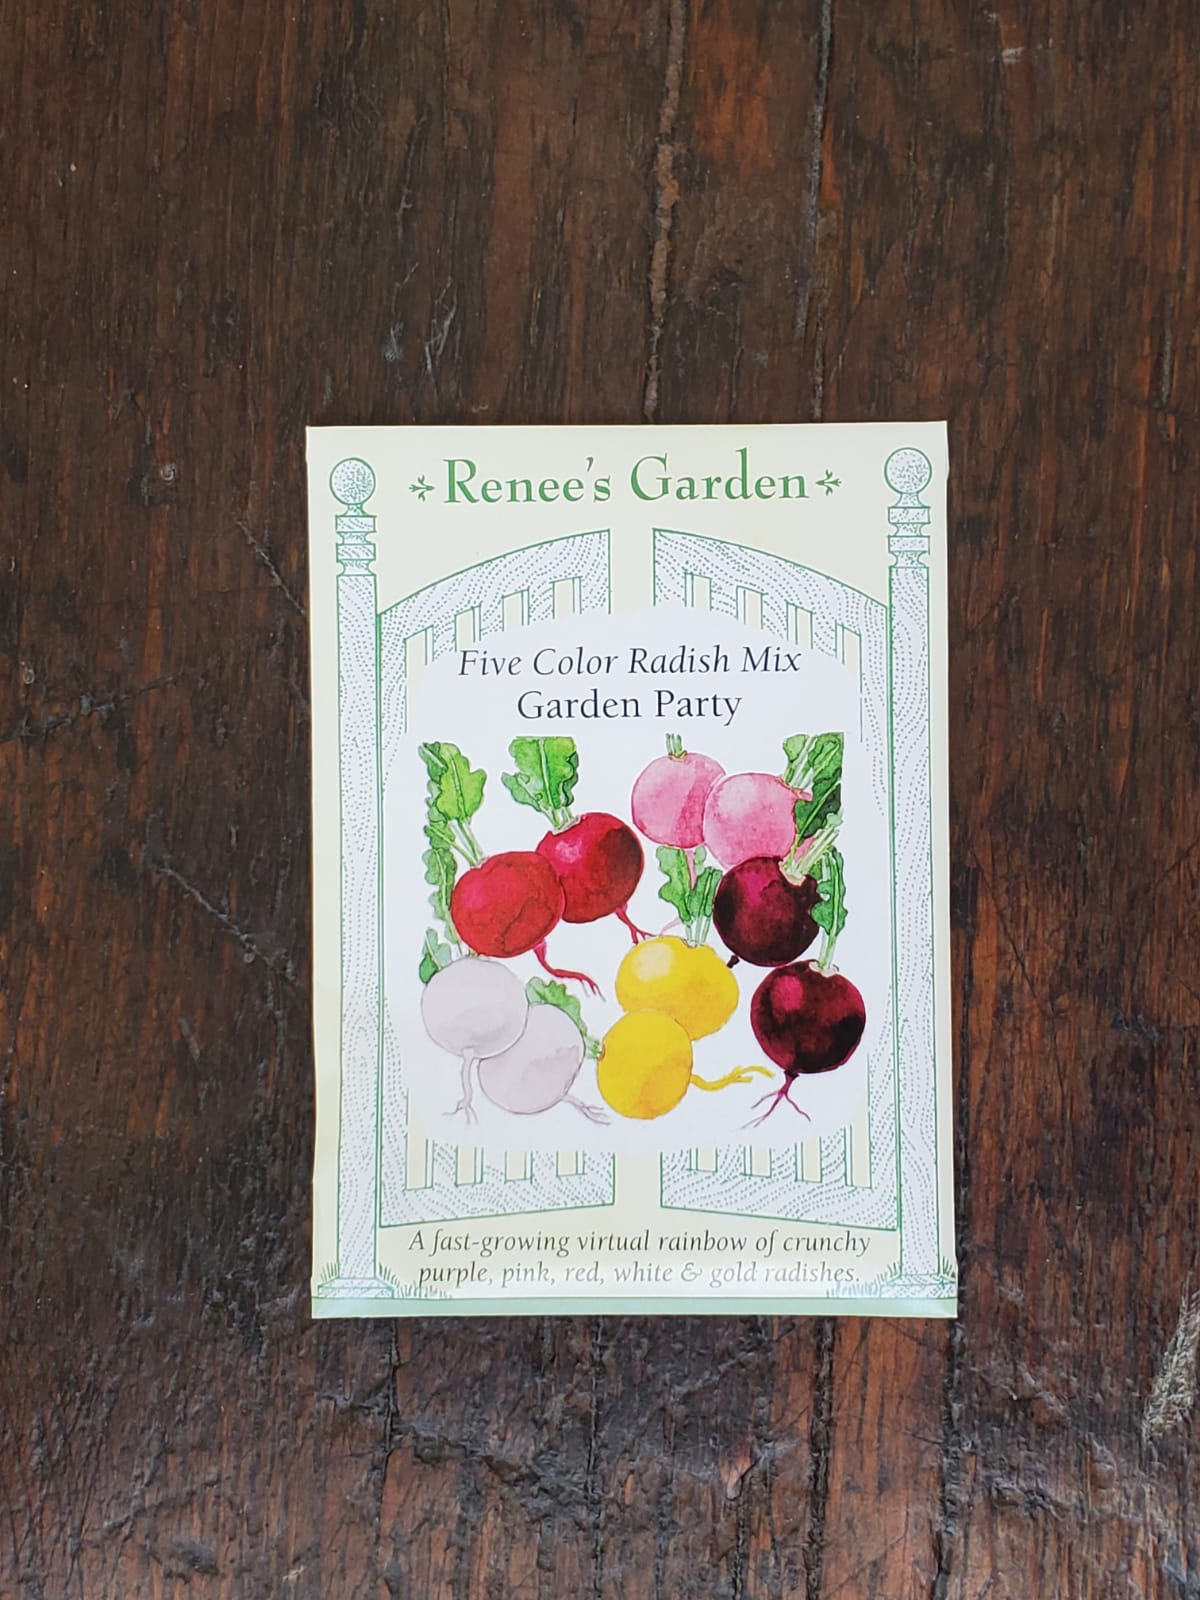 Renee's Garden
Five Color Radish Mix
Garden Party
A fast-growing virtual rainbow of crunchy
purple, pink, red, white & gold radishes.